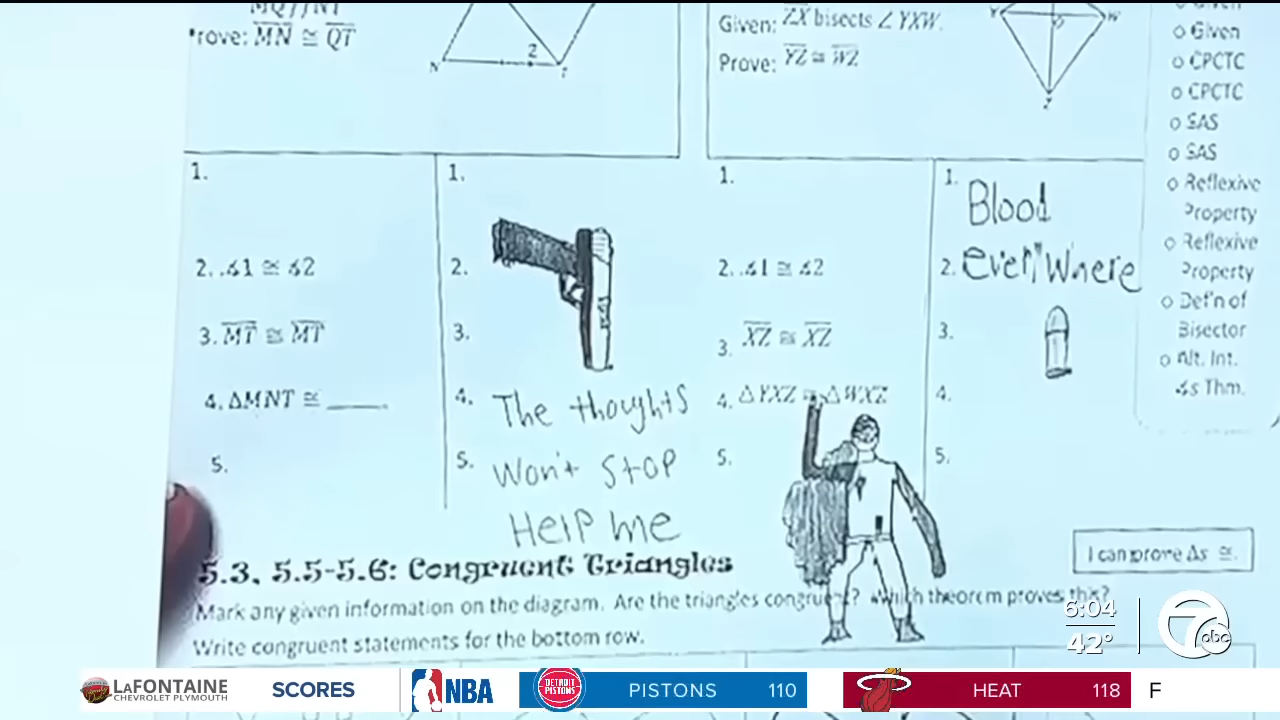 Prove: MN ≅ QT
N
2
T
Given: ZX bisects ∠YXW.
Prove: YZ ≅ WZ
Y
W
Z
o Given
o CPCTC
o CPCTC
o SAS
o SAS
o Reflexive
Property
o Reflexive
Property
o Def'n of
Bisector
o Alt. Int.
∡s Thm.
1.
2. ∡1 ≅ ∡2
3. MT ≅ MT
4. ΔMNT ≅ ____
5.
1.
2.
3.
4. The thoughts
5. Won't Stop
Help me
1.
2. ∡1 ≅ ∡2
3. XZ ≅ XZ
4. ΔYXZ ≅ ΔWXZ
5.
1. Blood
2. everywhere
3.
4.
5.
I can prove Δs ≅.
5.3, 5.5-5.6: Congruent Triangles
Mark any given information on the diagram. Are the triangles congruent? Which theorem proves this?
Write congruent statements for the bottom row.
6:04
42°
7 abc
LAFONTAINE
CHEVROLET PLYMOUTH
SCORES
NBA
DETROIT PISTONS
PISTONS 110
HEAT 118
F